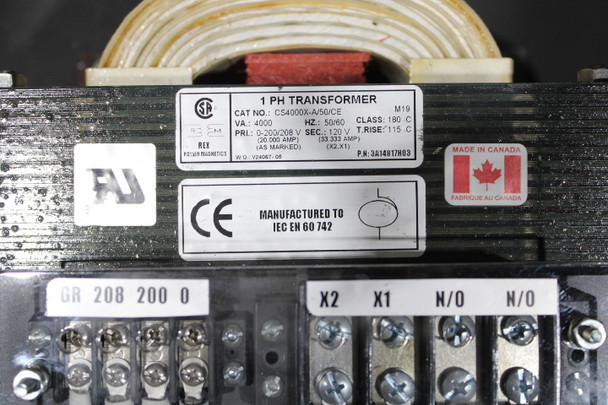 1 PH TRANSFORMER
M19
CAT NO.: CS4000X-A/50/CE
VA.: 4000 HZ.: 50/60 CLASS: 180 .C
PRI.: 0-200/208 V SEC.: 120 V T.RISE: 115 .C
(20.000 AMP) (33.333 AMP)
(AS MARKED) (X2,X1)
REX
POWER MAGNETICS
W.O.: V24067-05 P.N: 3A14817H03
MADE IN CANADA
FABRIQUE AU CANADA
CE
MANUFACTURED TO
IEC EN 60 742
GR 208 200 0
X2 X1 N/O N/O